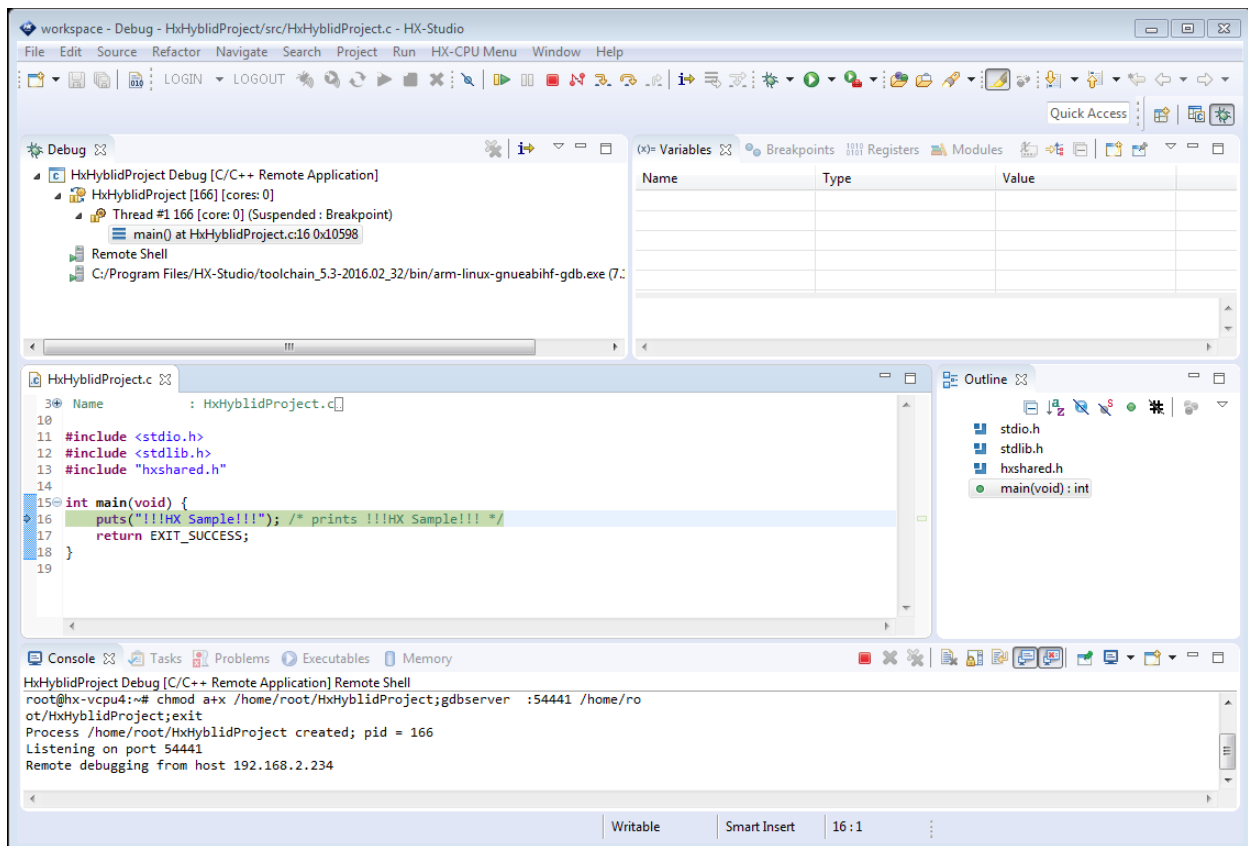 workspace - Debug - HxHyblidProject/src/HxHyblidProject.c - HX-Studio
File Edit Source Refactor Navigate Search Project Run HX-CPU Menu Window Help
010 LOGIN LOGOUT
Quick Access
Debug
HxHyblidProject Debug [C/C++ Remote Application]
HxHyblidProject [166] [cores: 0]
Thread #1 166 [core: 0] (Suspended : Breakpoint)
main() at HxHyblidProject.c:16 0x10598
Remote Shell
C:/Program Files/HX-Studio/toolchain_5.3-2016.02_32/bin/arm-linux-gnueabihf-gdb.exe (7.
(x)= Variables Breakpoints Registers Modules
Name Type Value
HxHyblidProject.c
3 Name : HxHyblidProject.c
10
11 #include <stdio.h>
12 #include <stdlib.h>
13 #include "hxshared.h"
14
15 int main(void) {
16 puts("!!!HX Sample!!!"); /* prints !!!HX Sample!!! */
17 return EXIT_SUCCESS;
18 }
19
Outline
stdio.h
stdlib.h
hxshared.h
main(void) : int
Console Tasks Problems Executables Memory
HxHyblidProject Debug [C/C++ Remote Application] Remote Shell
root@hx-vcpu4:~# chmod a+x /home/root/HxHyblidProject;gdbserver :54441 /home/ro
ot/HxHyblidProject;exit
Process /home/root/HxHyblidProject created; pid = 166
Listening on port 54441
Remote debugging from host 192.168.2.234
Writable Smart Insert 16 : 1